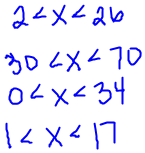 2 < x < 26
30 < x < 70
0 < x < 34
1 < x < 17